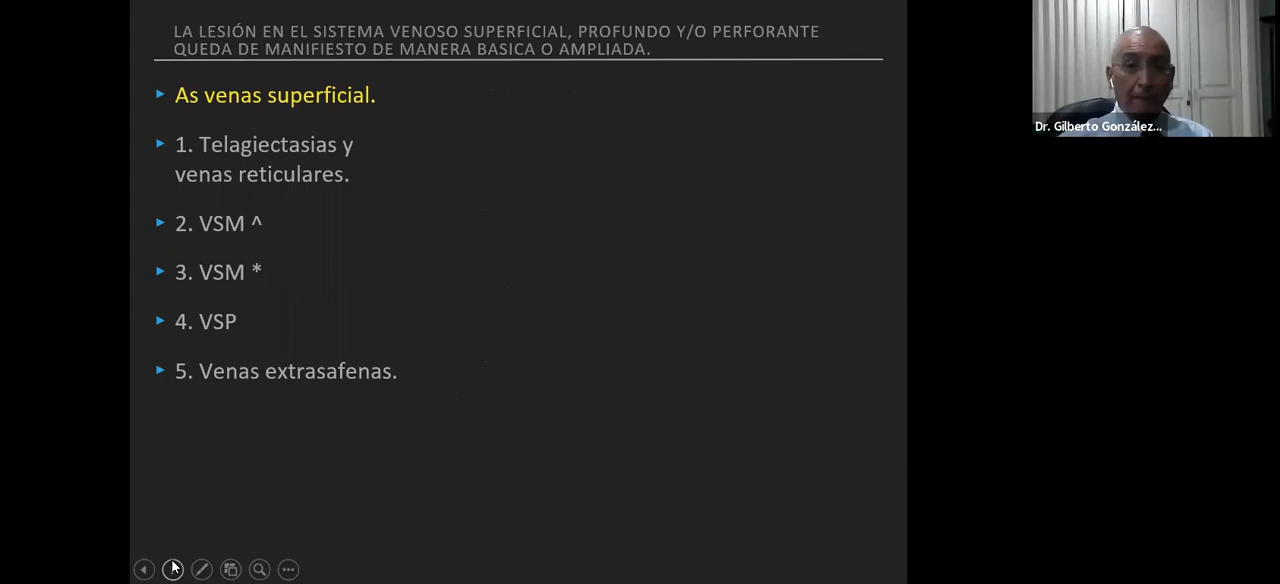 LA LESIÓN EN EL SISTEMA VENOSO SUPERFICIAL, PROFUNDO Y/O PERFORANTE
QUEDA DE MANIFIESTO DE MANERA BASICA O AMPLIADA.
As venas superficial.
1. Telagiectasias y
venas reticulares.
2. VSM ^
3. VSM *
4. VSP
5. Venas extrasafenas.
Dr. Gilberto González...